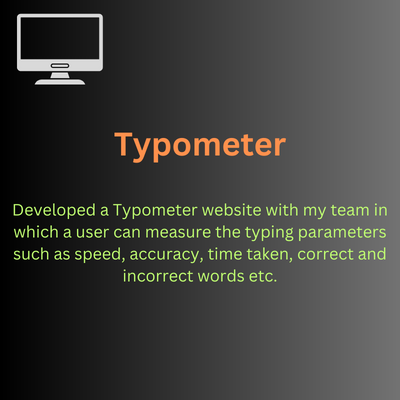 Typometer
Developed a Typometer website with my team in
which a user can measure the typing parameters
such as speed, accuracy, time taken, correct and
incorrect words etc.